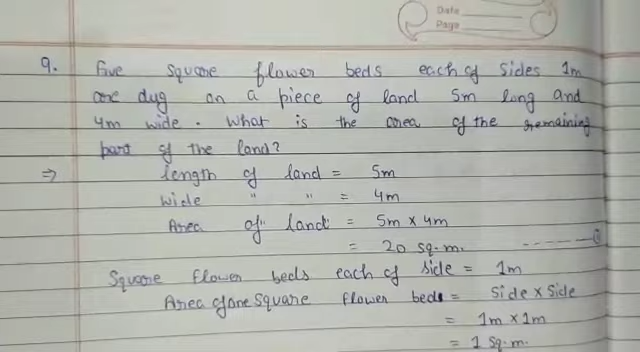 Date
Page
9. Five square flower beds each of sides 1m
are dug on a piece of land 5m long and
4m wide. What is the area of the remaining
part of the land?
⇒ length of land = 5m
wide " " = 4m
Area of land = 5m × 4m
= 20 sq.m. ------①
Square flower beds each of side = 1m
Area of one square flower beds = side × side
= 1m × 1m
= 1 sq.m.